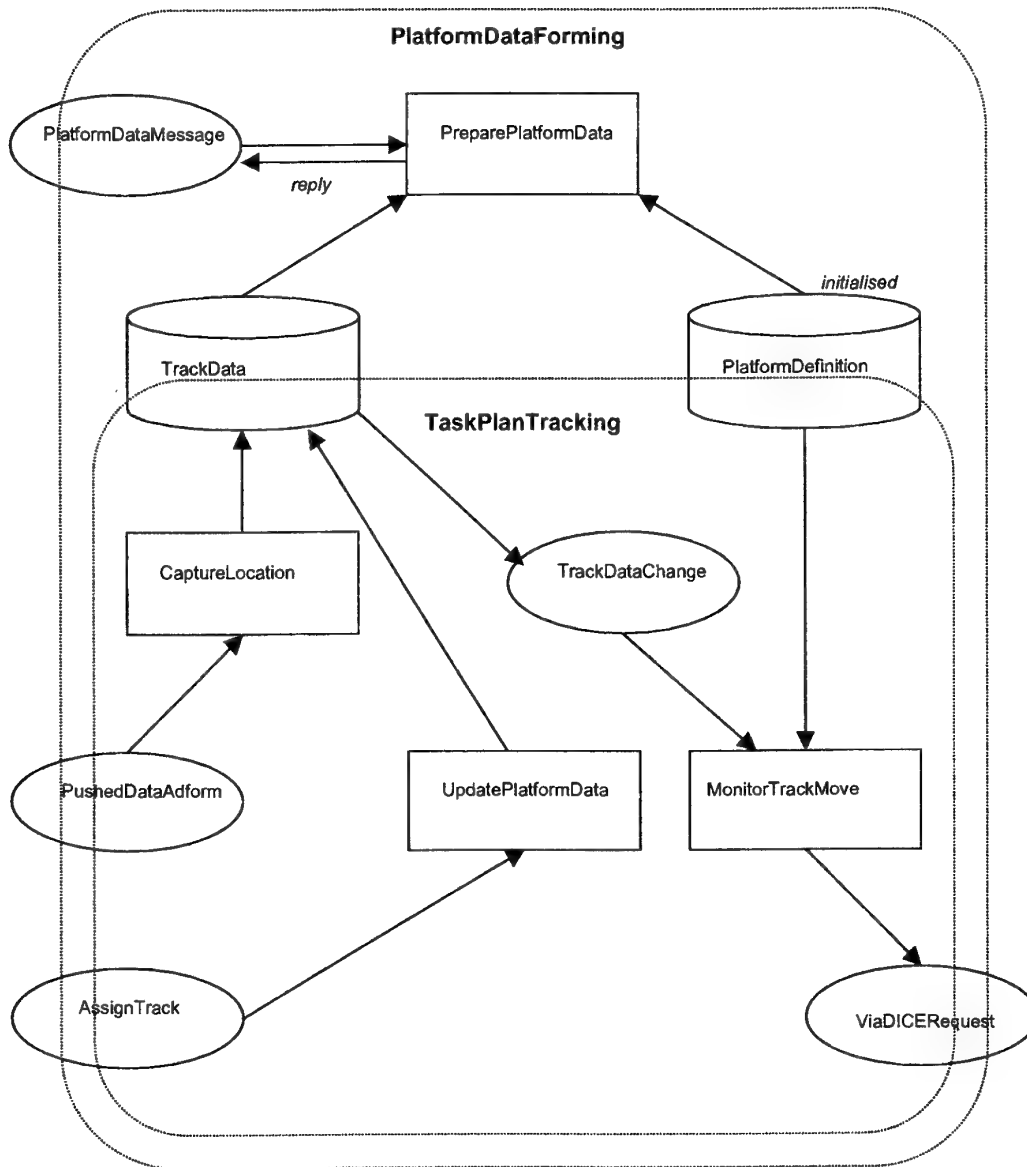 PlatformDataForming
PlatformDataMessage
PreparePlatformData
reply
initialised
TrackData
PlatformDefinition
TaskPlanTracking
CaptureLocation
TrackDataChange
PushedDataAdform
UpdatePlatformData
MonitorTrackMove
AssignTrack
ViaDICERequest